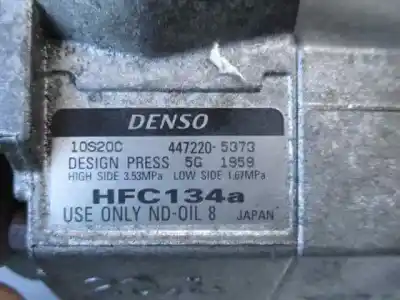 DENSO
10S20C 447220-5373
DESIGN PRESS 5G 1959
HIGH SIDE 3.53MPa LOW SIDE 1.67MPa
HFC134a
USE ONLY ND-OIL 8 JAPAN